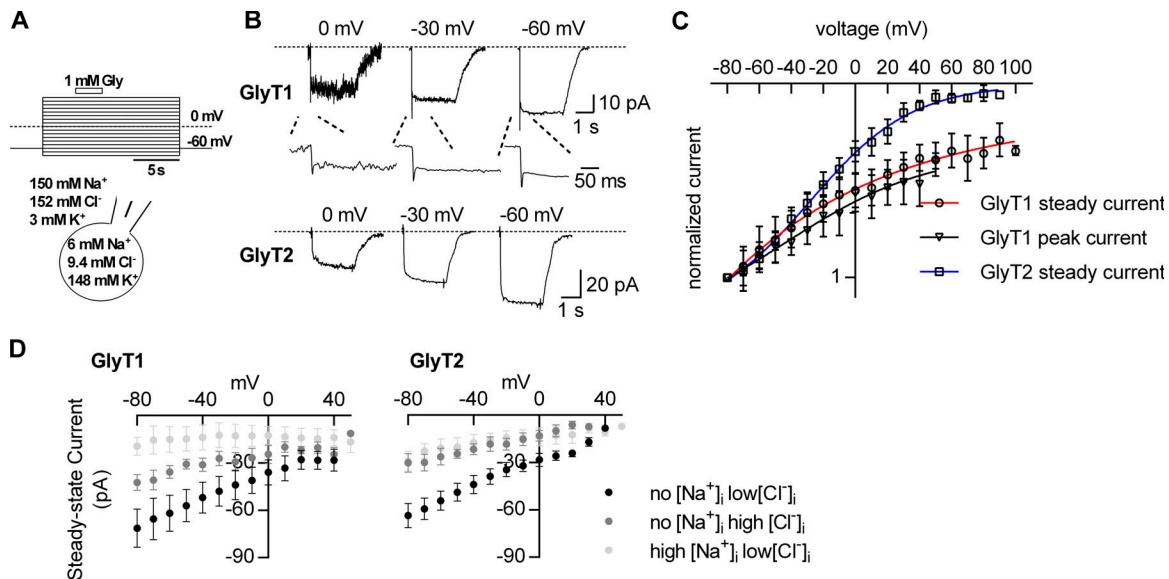 A
1 mM Gly
0 mV
-60 mV
5s
150 mM Na⁺
152 mM Cl⁻
3 mM K⁺
6 mM Na⁺
9.4 mM Cl⁻
148 mM K⁺
B
0 mV -30 mV -60 mV
GlyT1
10 pA
1 s
50 ms
0 mV -30 mV -60 mV
GlyT2
20 pA
1 s
C
voltage (mV)
-80 -60 -40 -20 0 20 40 60 80 100
normalized current
1
GlyT1 steady current
GlyT1 peak current
GlyT2 steady current
D
GlyT1
mV
-80 -40 0 40
Steady-state Current
(pA)
-30
-60
-90
GlyT2
mV
-80 -40 0 40
-30
-60
-90
no [Na⁺]i low[Cl⁻]i
no [Na⁺]i high [Cl⁻]i
high [Na⁺]i low[Cl⁻]i